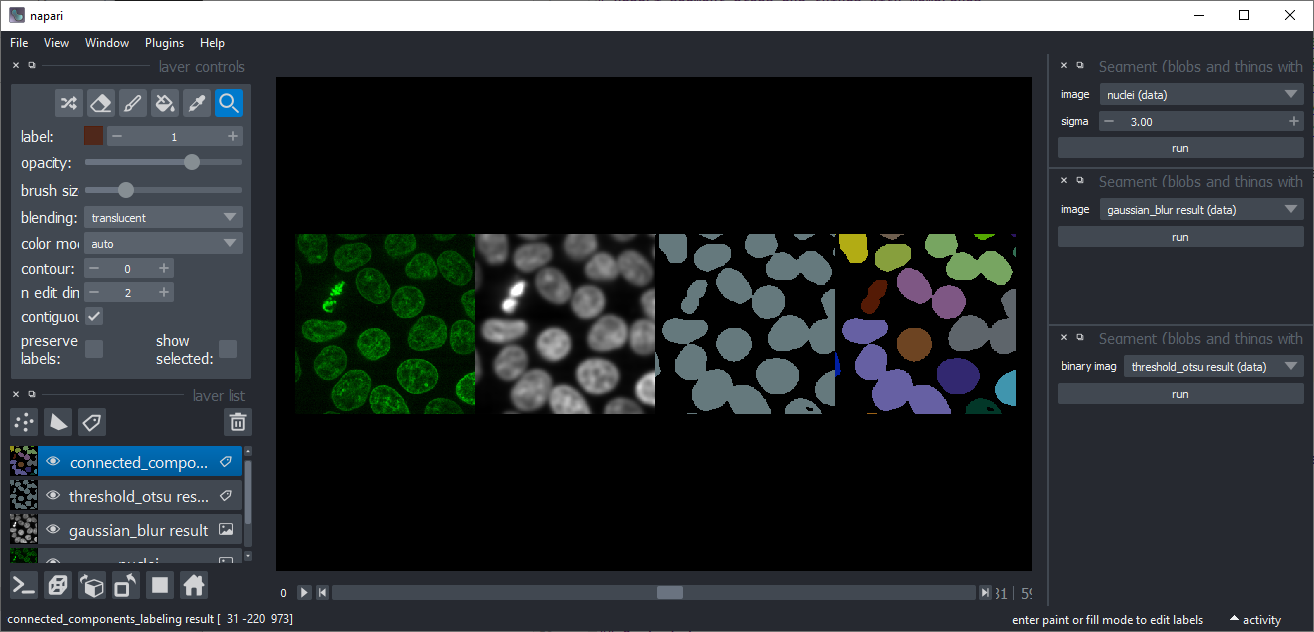 napari
File View Window Plugins Help
layer controls
label: 1
opacity:
brush siz
blending: translucent
color mo auto
contour: 0
n edit din 2
contiguou
preserve labels: show selected:
layer list
connected_compo...
threshold_otsu res...
gaussian_blur result
nuclei
0 31 59
Segment (blobs and things with
image nuclei (data)
sigma 3.00
run
Segment (blobs and things with
image gaussian_blur result (data)
run
Segment (blobs and things with
binary imag threshold_otsu result (data)
run
connected_components_labeling result [ 31 -220 973]
enter paint or fill mode to edit labels
activity